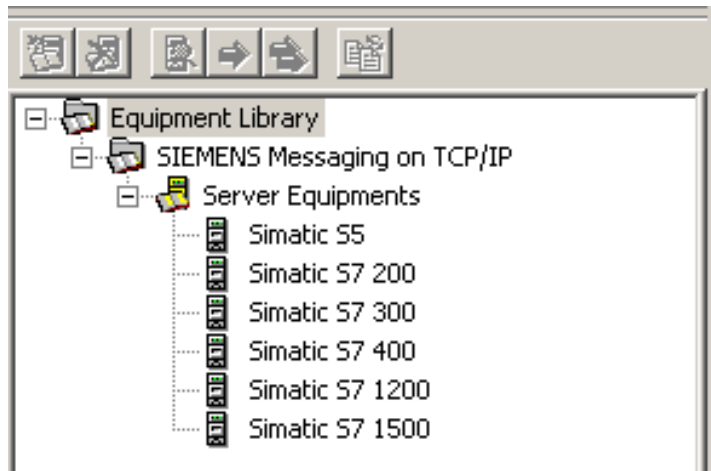 Equipment Library
SIEMENS Messaging on TCP/IP
Server Equipments
Simatic S5
Simatic S7 200
Simatic S7 300
Simatic S7 400
Simatic S7 1200
Simatic S7 1500